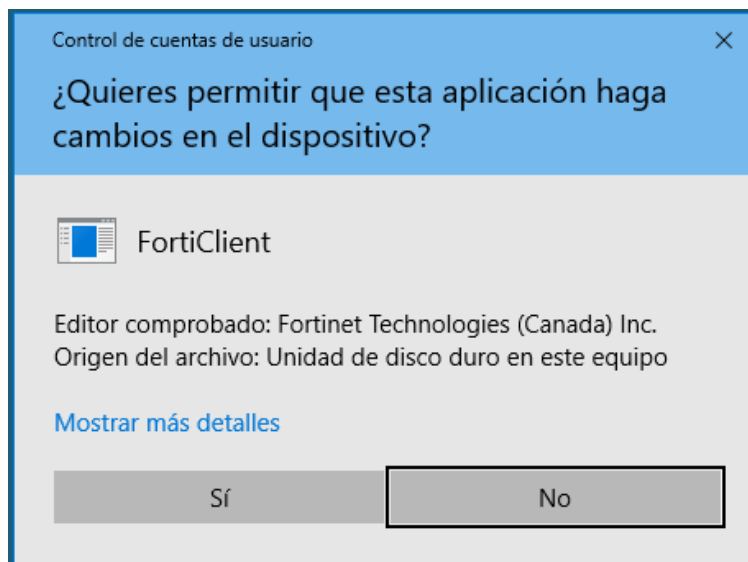 Control de cuentas de usuario
¿Quieres permitir que esta aplicación haga
cambios en el dispositivo?
FortiClient
Editor comprobado: Fortinet Technologies (Canada) Inc.
Origen del archivo: Unidad de disco duro en este equipo
Mostrar más detalles
Sí
No